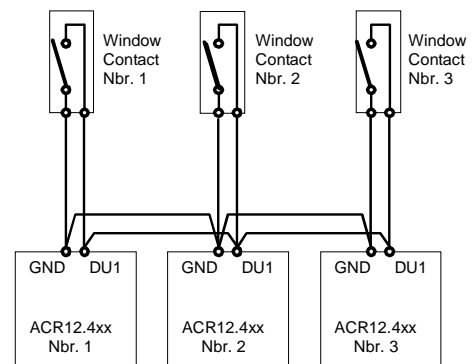 Window
Contact
Nbr. 1
Window
Contact
Nbr. 2
Window
Contact
Nbr. 3
GND DU1
GND DU1
GND DU1
ACR12.4xx
Nbr. 1
ACR12.4xx
Nbr. 2
ACR12.4xx
Nbr. 3